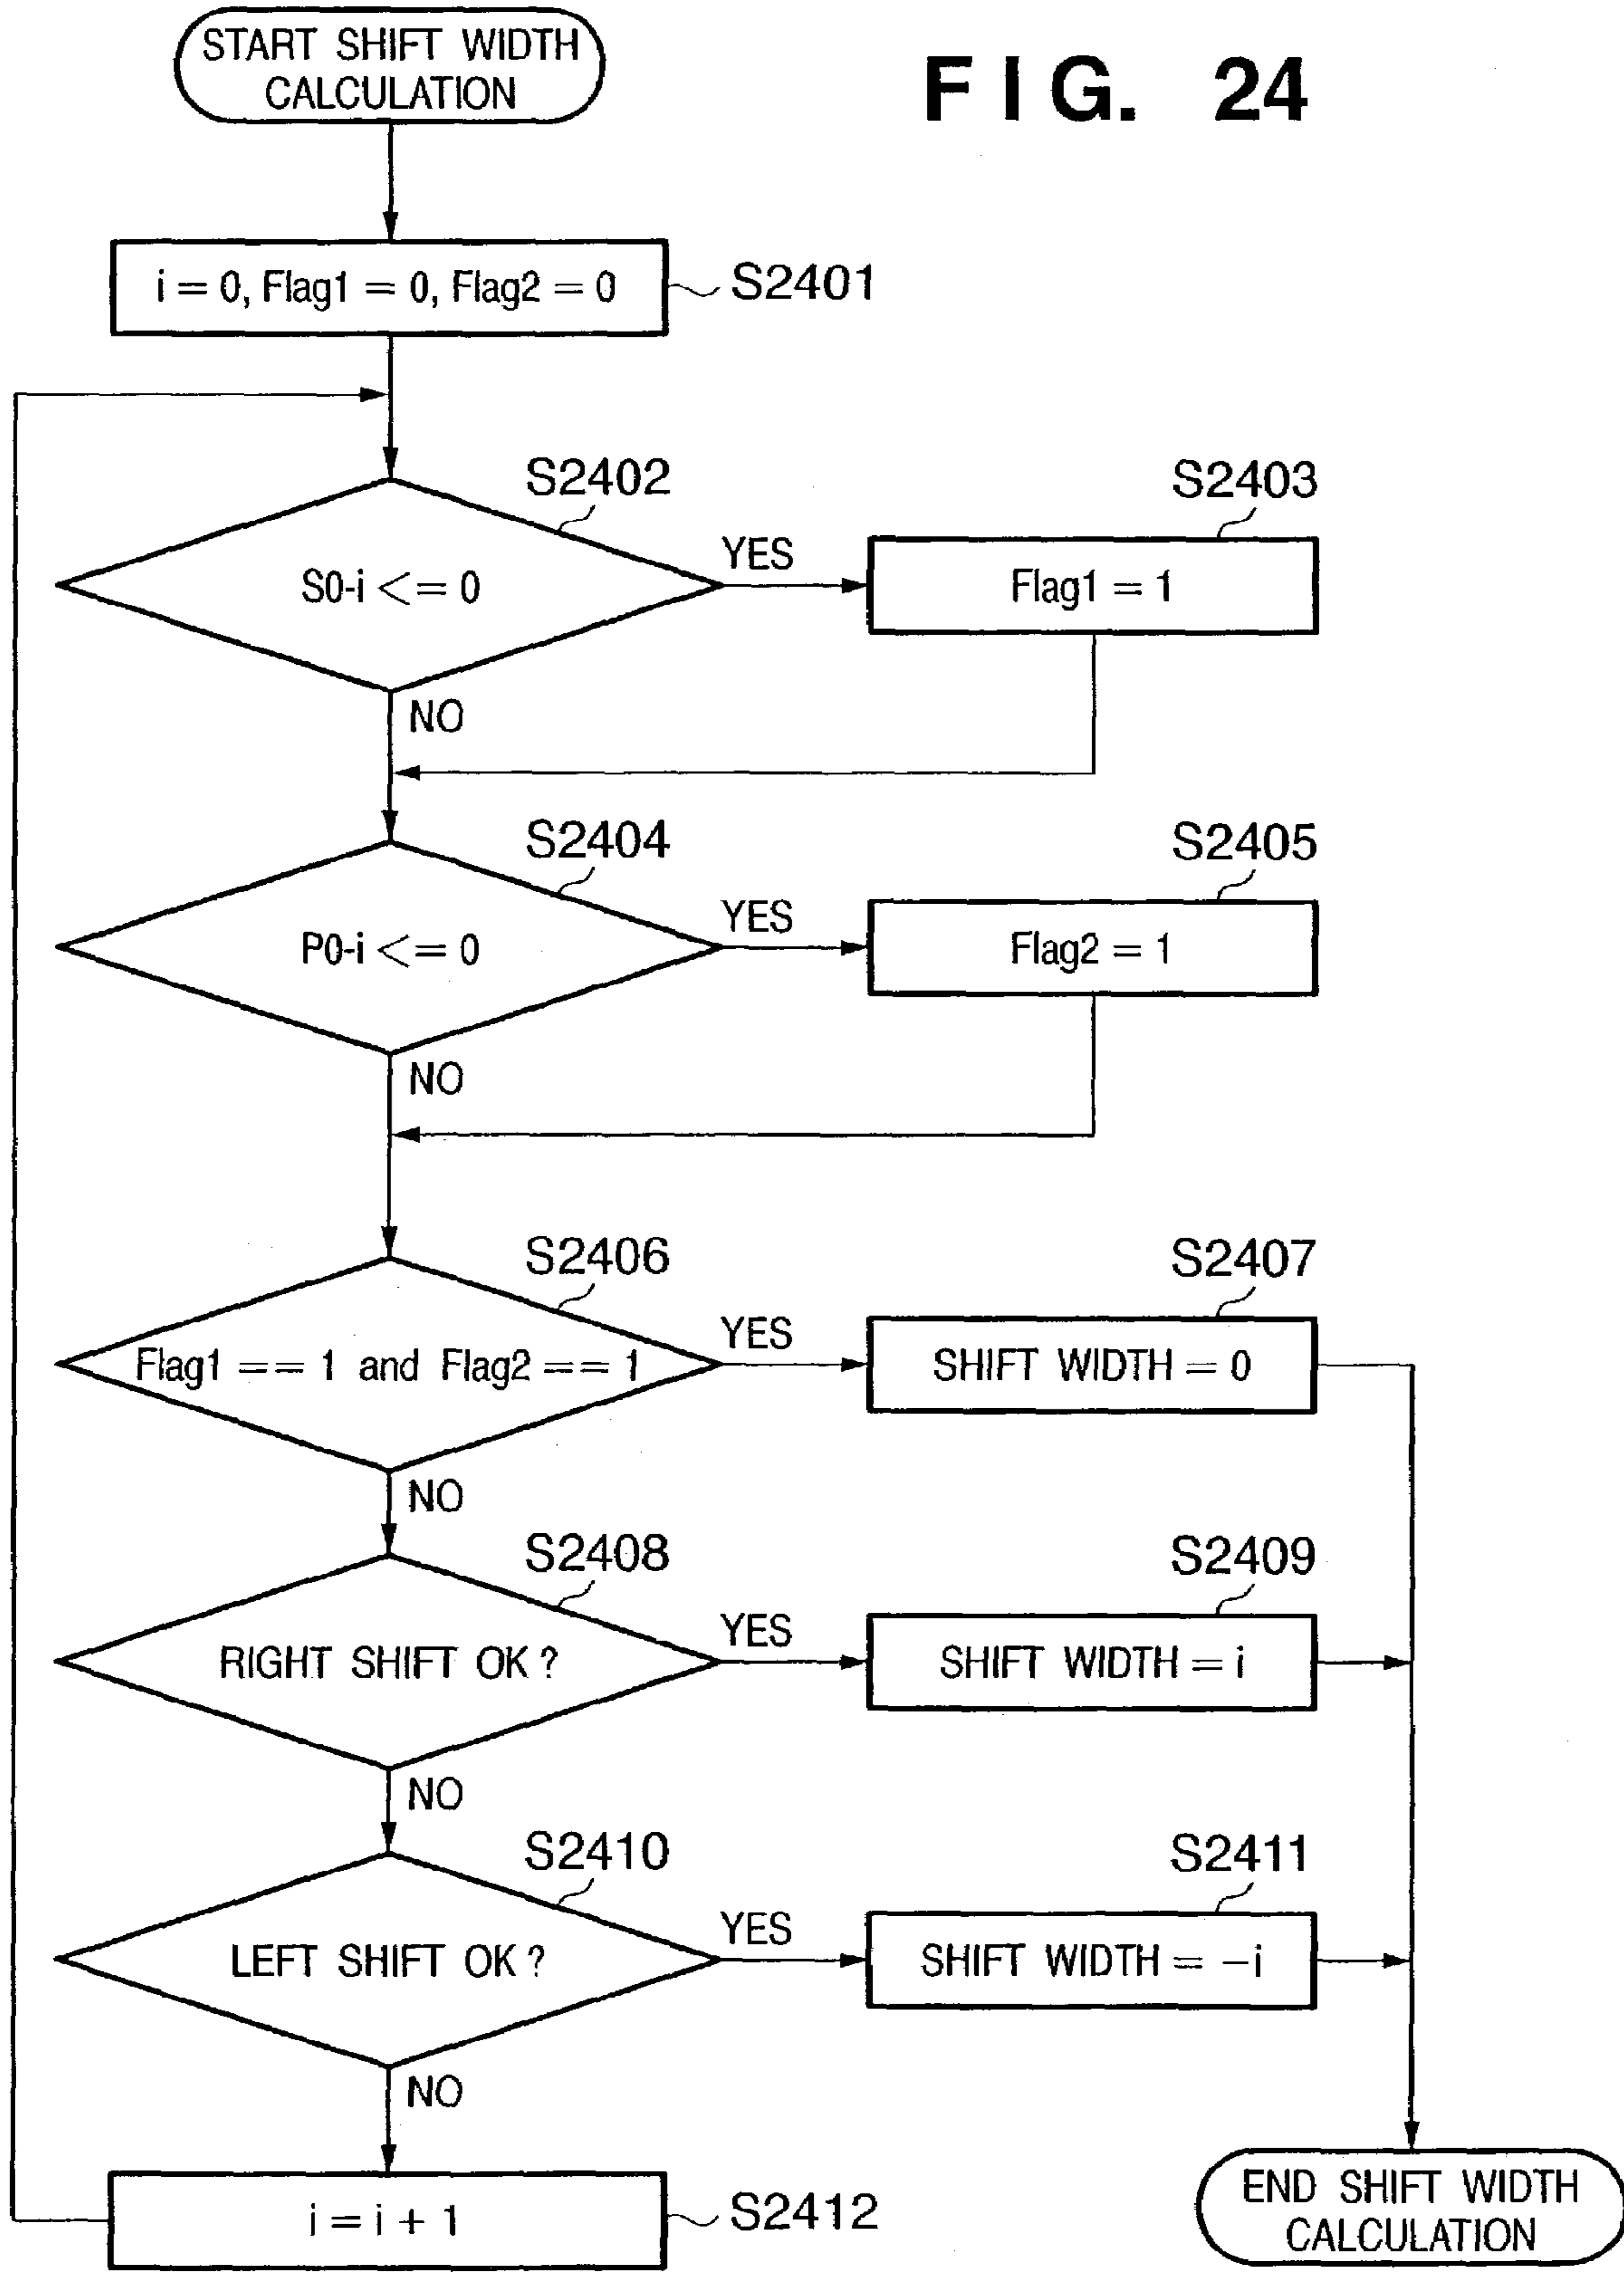 START SHIFT WIDTH
CALCULATION
FIG. 24
i = 0, Flag1 = 0, Flag2 = 0
S2401
S2402
S0-i <= 0
YES
S2403
Flag1 = 1
NO
S2404
P0-i <= 0
YES
S2405
Flag2 = 1
NO
S2406
Flag1 == 1 and Flag2 == 1
YES
S2407
SHIFT WIDTH = 0
NO
S2408
RIGHT SHIFT OK?
YES
S2409
SHIFT WIDTH = i
NO
S2410
LEFT SHIFT OK?
YES
S2411
SHIFT WIDTH = -i
NO
i = i + 1
S2412
END SHIFT WIDTH
CALCULATION